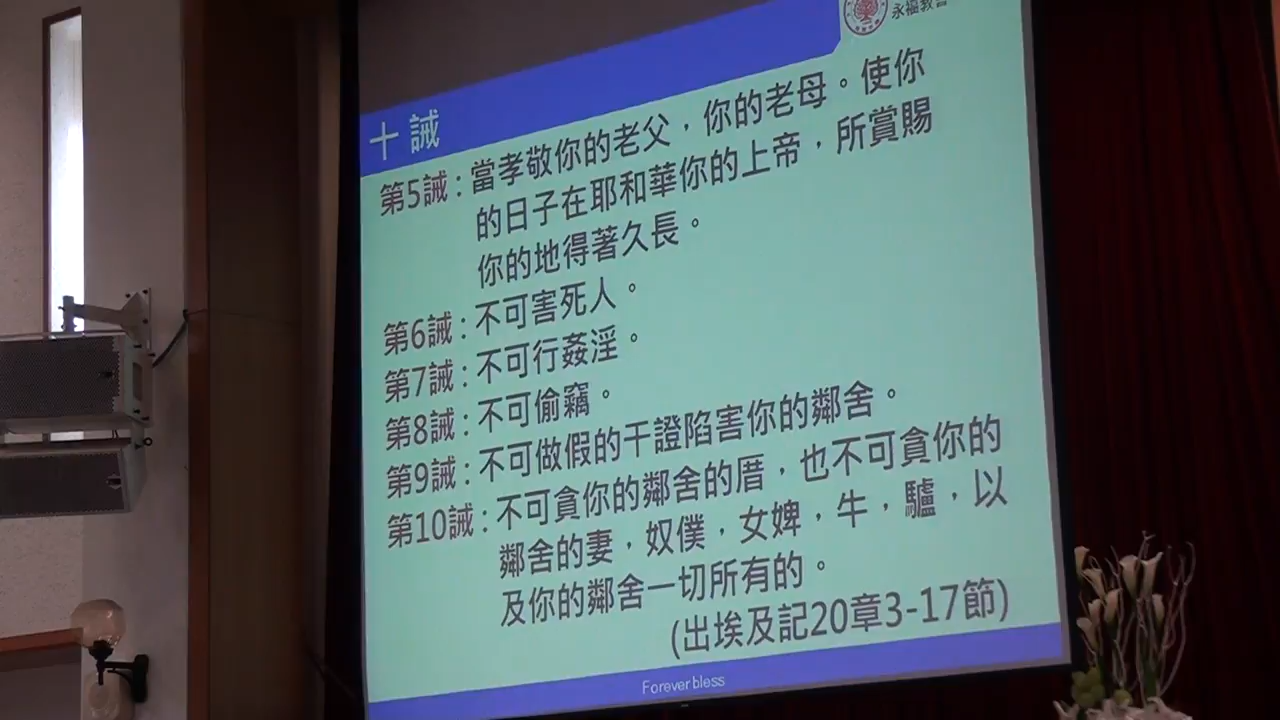 永福教會
十誡
第5誡：當孝敬你的老父，你的老母。使你
的日子在耶和華你的上帝，所賞賜
你的地得著久長。
第6誡：不可害死人。
第7誡：不可行姦淫。
第8誡：不可偷竊。
第9誡：不可做假的干證陷害你的鄰舍。
第10誡：不可貪你的鄰舍的厝，也不可貪你的
鄰舍的妻，奴僕，女婢，牛，驢，以
及你的鄰舍一切所有的。
(出埃及記20章3-17節)
Foreverbless